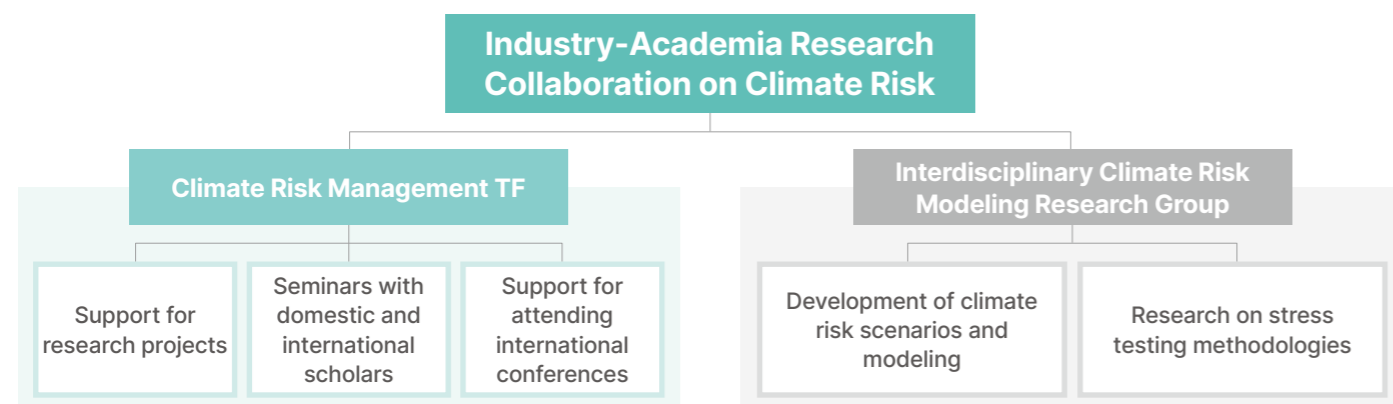 Industry-Academia Research
Collaboration on Climate Risk
Climate Risk Management TF
Support for
research projects
Seminars with
domestic and
international
scholars
Support for
attending
international
conferences
Interdisciplinary Climate Risk
Modeling Research Group
Development of climate
risk scenarios and
modeling
Research on stress
testing methodologies